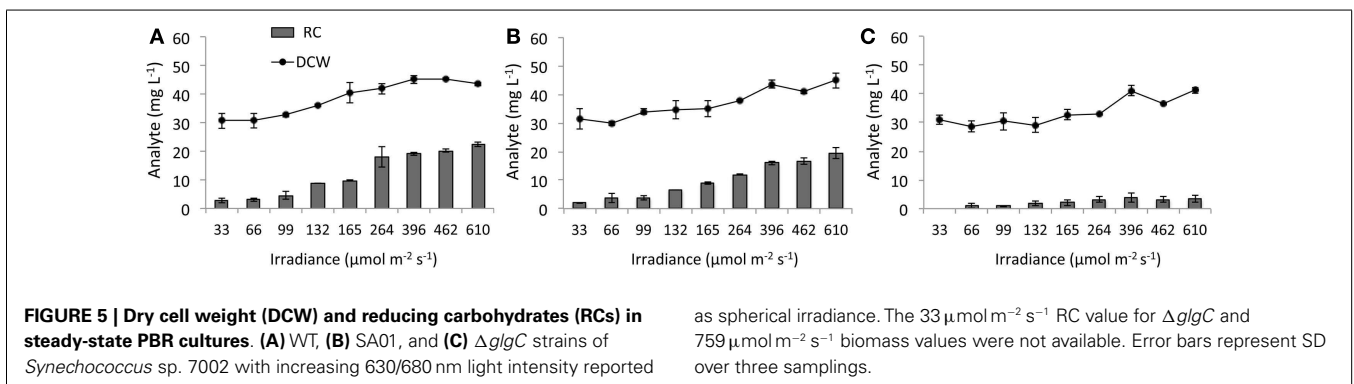 A
RC
DCW
Analyte (mg L⁻¹)
60
50
40
30
20
10
0
33 66 99 132 165 264 396 462 610
Irradiance (µmol m⁻² s⁻¹)
B
Analyte (mg L⁻¹)
60
50
40
30
20
10
0
33 66 99 132 165 264 396 462 610
Irradiance (µmol m⁻² s⁻¹)
C
Analyte (mg L⁻¹)
60
50
40
30
20
10
0
33 66 99 132 165 264 396 462 610
Irradiance (µmol m⁻² s⁻¹)
FIGURE 5 | Dry cell weight (DCW) and reducing carbohydrates (RCs) in
steady-state PBR cultures. (A) WT, (B) SA01, and (C) ΔglgC strains of
Synechococcus sp. 7002 with increasing 630/680 nm light intensity reported
as spherical irradiance. The 33 µmol m⁻² s⁻¹ RC value for ΔglgC and
759 µmol m⁻² s⁻¹ biomass values were not available. Error bars represent SD
over three samplings.